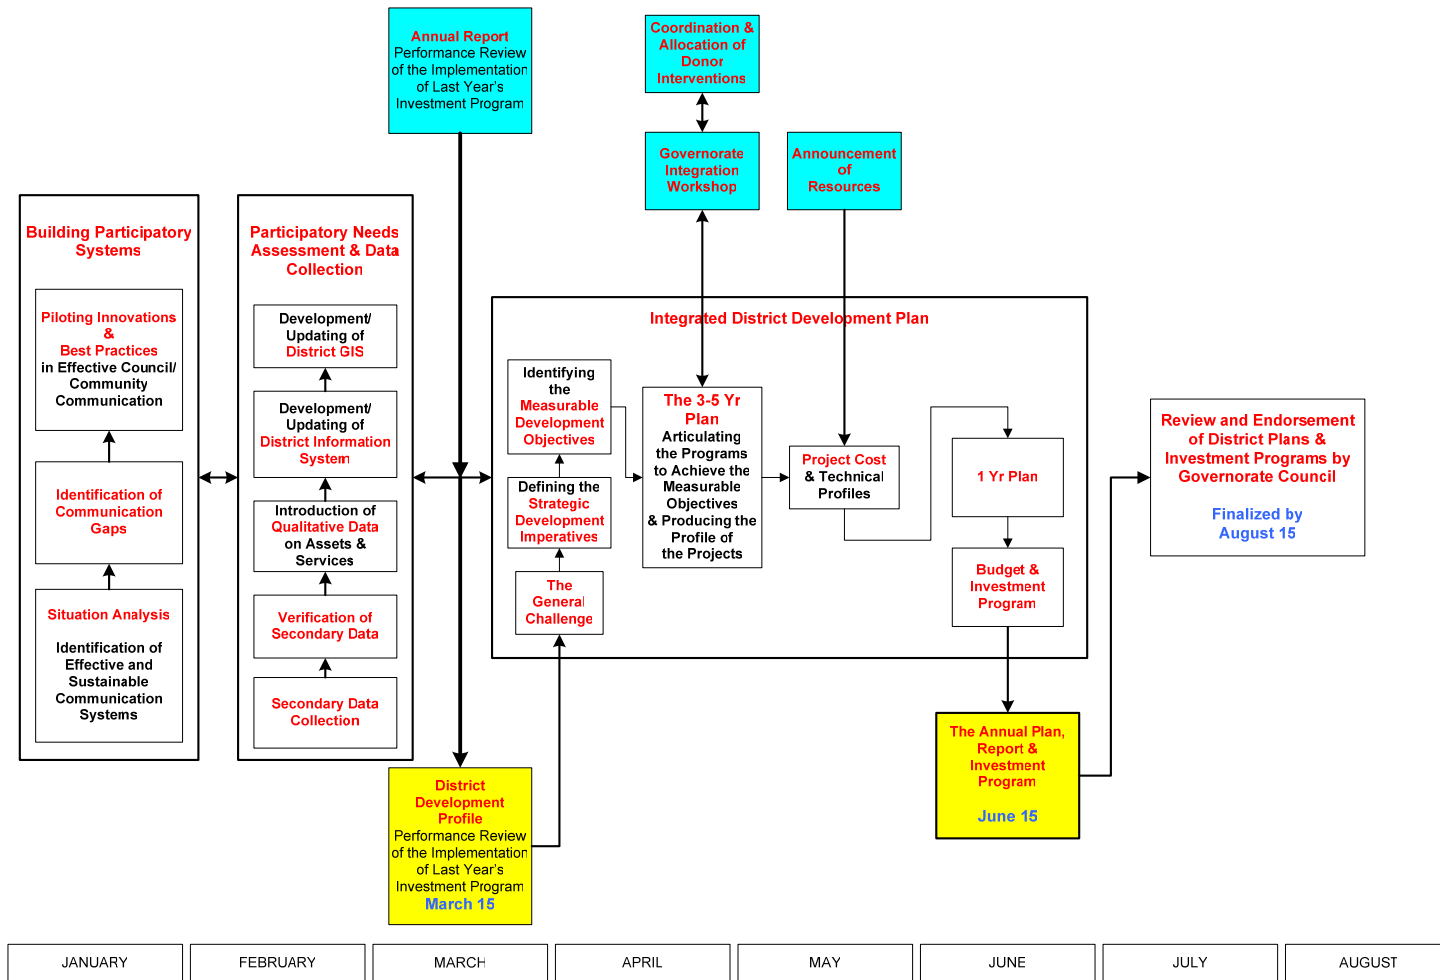 Annual Report
Performance Review
of the Implementation
of Last Year's
Investment Program
Coordination &
Allocation of
Donor
Interventions
Governorate
Integration
Workshop
Announcement
of
Resources
Building Participatory
Systems
Piloting Innovations
&
Best Practices
in Effective Council/
Community
Communication
Identification of
Communication
Gaps
Situation Analysis
Identification of
Effective and
Sustainable
Communication
Systems
Participatory Needs
Assessment & Data
Collection
Development/
Updating of
District GIS
Development/
Updating of
District Information
System
Introduction of
Qualitative Data
on Assets &
Services
Verification of
Secondary Data
Secondary Data
Collection
Integrated District Development Plan
Identifying
the
Measurable
Development
Objectives
Defining the
Strategic
Development
Imperatives
The
General
Challenge
The 3-5 Yr
Plan
Articulating
the Programs
to Achieve the
Measurable
Objectives
& Producing the
Profile of
the Projects
Project Cost
& Technical
Profiles
1 Yr Plan
Budget &
Investment
Program
Review and Endorsement
of District Plans &
Investment Programs by
Governorate Council
Finalized by
August 15
District
Development
Profile
Performance Review
of the Implementation
of Last Year's
Investment Program
March 15
The Annual Plan,
Report &
Investment
Program
June 15
JANUARY
FEBRUARY
MARCH
APRIL
MAY
JUNE
JULY
AUGUST